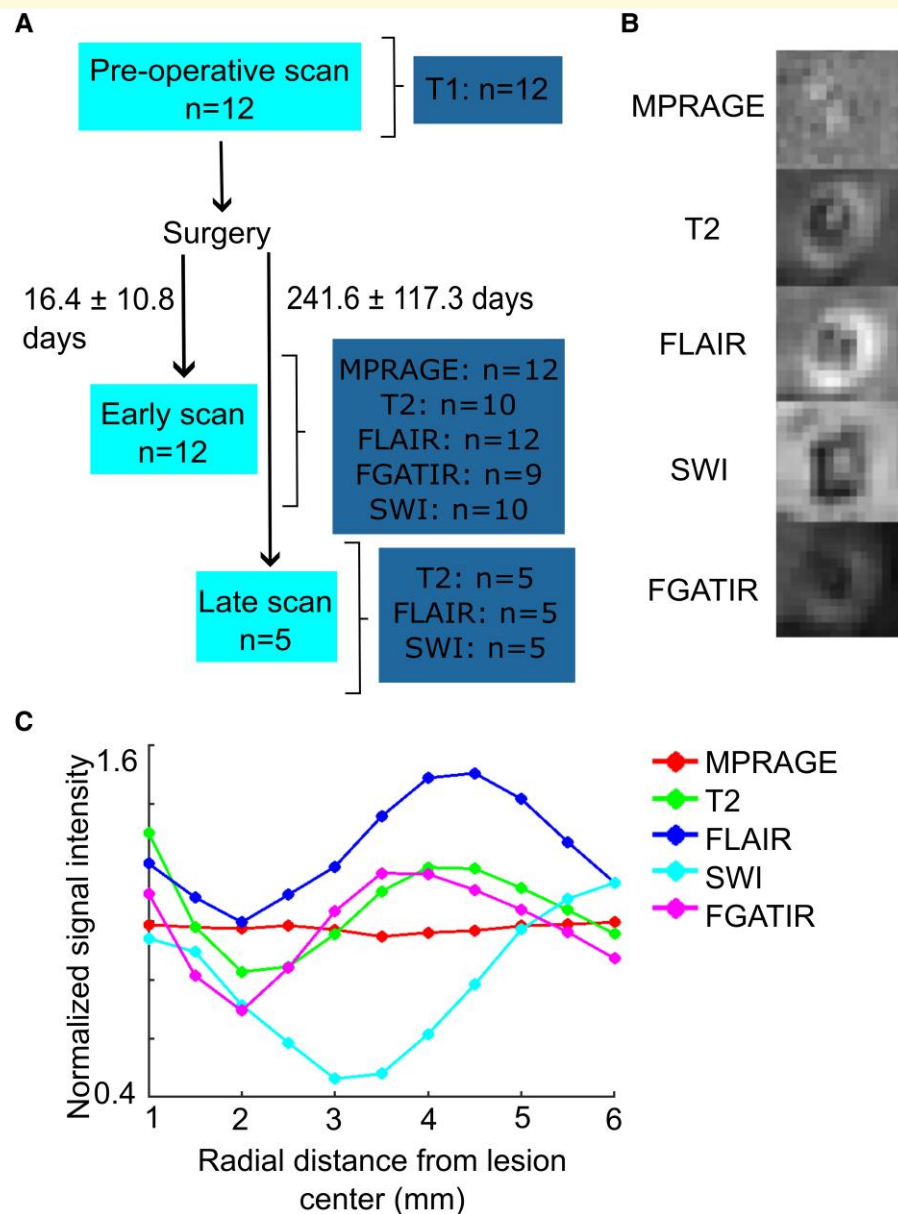 A
Pre-operative scan
n=12
T1: n=12
Surgery
16.4 ± 10.8
days
241.6 ± 117.3 days
Early scan
n=12
MPRAGE: n=12
T2: n=10
FLAIR: n=12
FGATIR: n=9
SWI: n=10
Late scan
n=5
T2: n=5
FLAIR: n=5
SWI: n=5
B
MPRAGE
T2
FLAIR
SWI
FGATIR
C
Normalized signal intensity
1.6
0.4
1 2 3 4 5 6
Radial distance from lesion
center (mm)
MPRAGE
T2
FLAIR
SWI
FGATIR